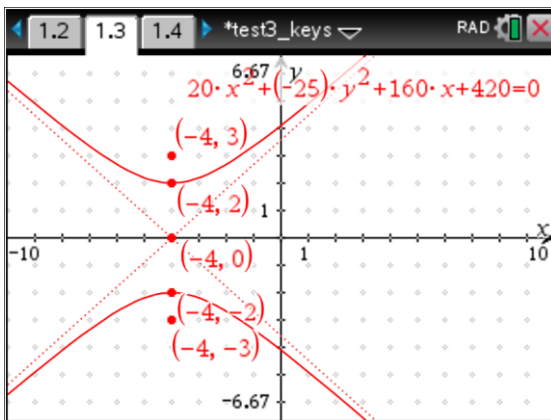 1.2 1.3 1.4 *test3_keys RAD
6.67 y
20· x²+(-25)· y²+160· x+420=0
(-4, 3)
(-4, 2)
1
x
-10 1 10
(-4, 0)
(-4, -2)
(-4, -3)
-6.67